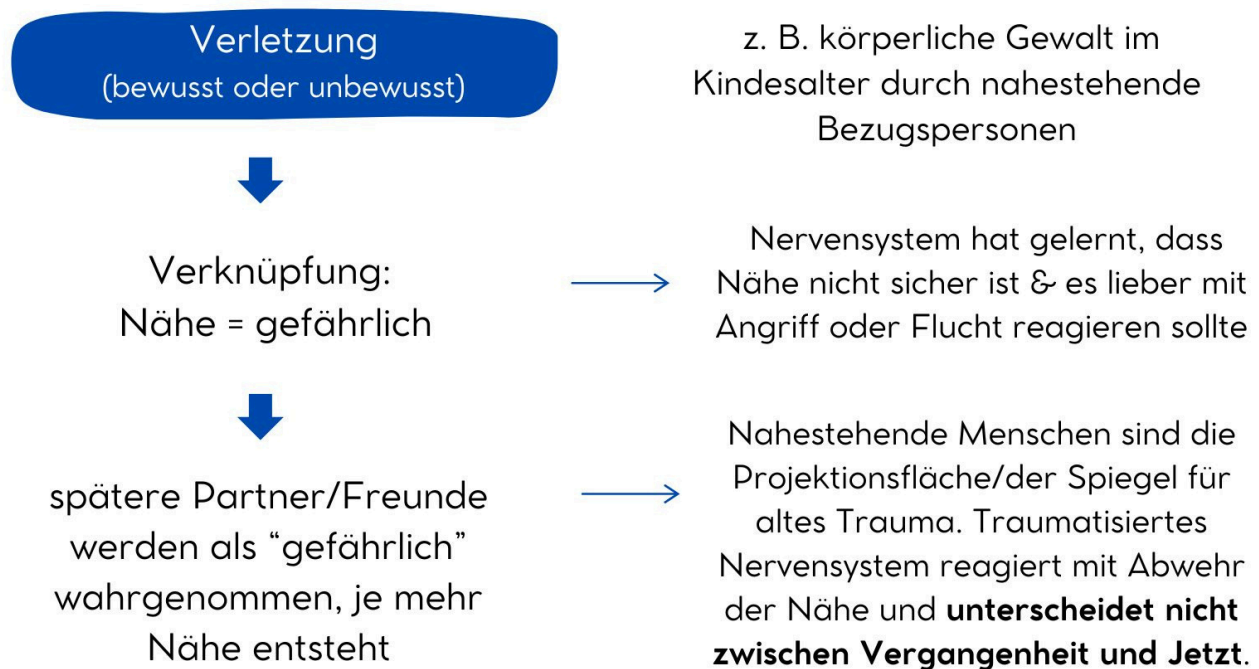 Verletzung
(bewusst oder unbewusst)
z. B. körperliche Gewalt im
Kindesalter durch nahestehende
Bezugspersonen
Verknüpfung:
Nähe = gefährlich
Nervensystem hat gelernt, dass
Nähe nicht sicher ist & es lieber mit
Angriff oder Flucht reagieren sollte
spätere Partner/Freunde
werden als “gefährlich”
wahrgenommen, je mehr
Nähe entsteht
Nahestehende Menschen sind die
Projektionsfläche/der Spiegel für
altes Trauma. Traumatisiertes
Nervensystem reagiert mit Abwehr
der Nähe und unterscheidet nicht
zwischen Vergangenheit und Jetzt.